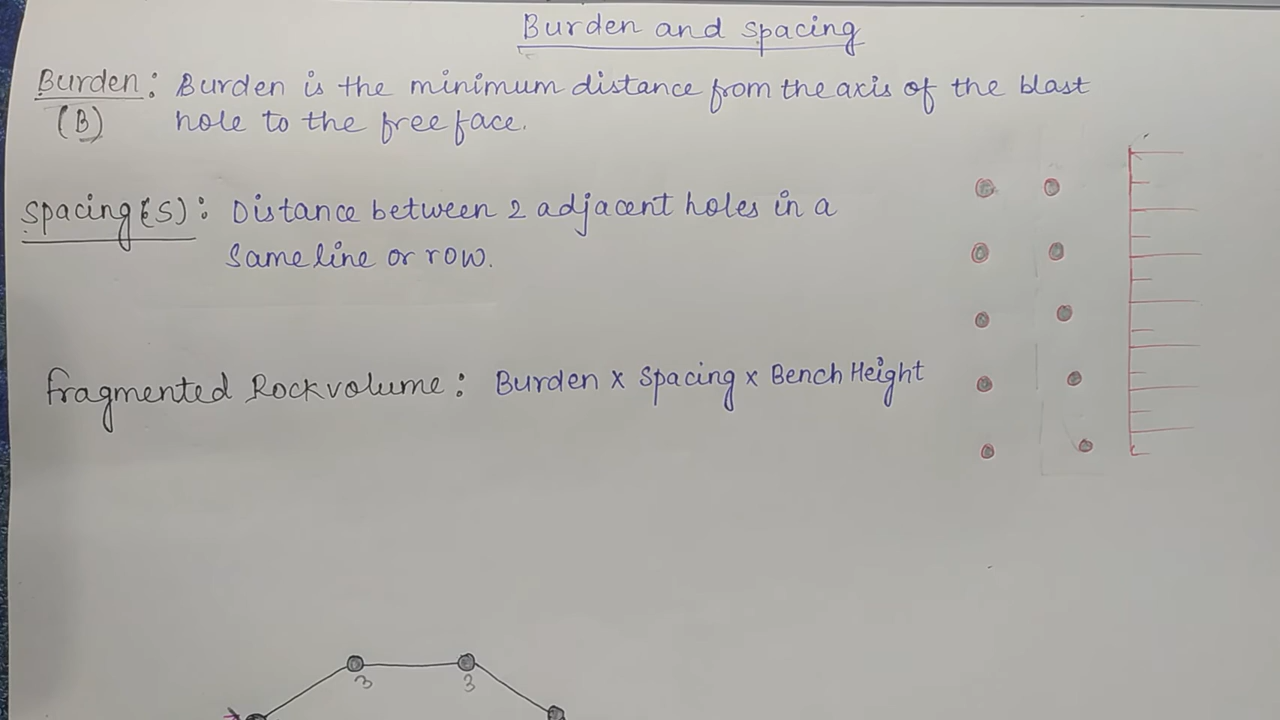 Burden and spacing
Burden: Burden is the minimum distance from the axis of the blast
(B) hole to the free face.
Spacing (S): Distance between 2 adjacent holes in a
Same line or row.
Fragmented Rock volume: Burden x Spacing x Bench Height
3 3